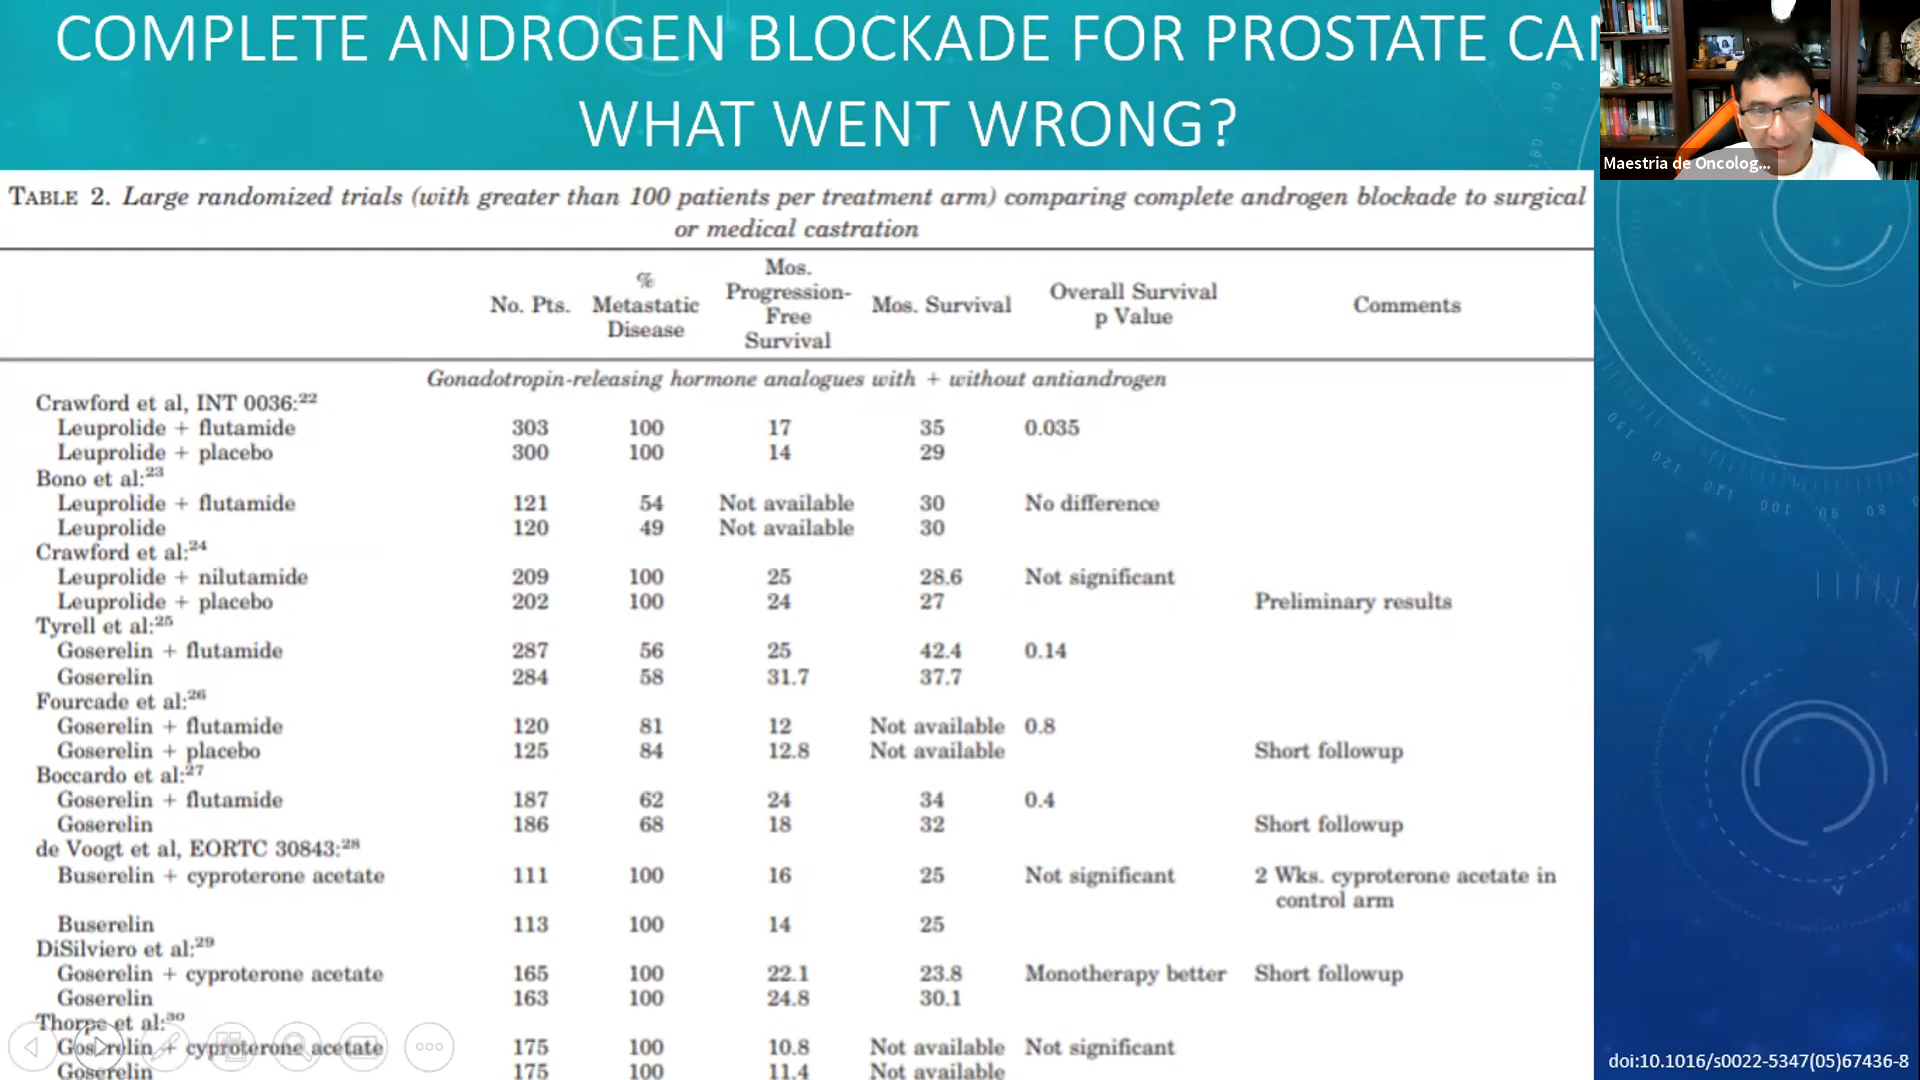 COMPLETE ANDROGEN BLOCKADE FOR PROSTATE CAN
WHAT WENT WRONG?
Maestria de Oncolog...
TABLE 2. Large randomized trials (with greater than 100 patients per treatment arm) comparing complete androgen blockade to surgical
or medical castration
No. Pts. % Metastatic Disease Mos. Progression-Free Survival Mos. Survival Overall Survival p Value Comments
Gonadotropin-releasing hormone analogues with + without antiandrogen
Crawford et al, INT 0036:22
Leuprolide + flutamide 303 100 17 35 0.035
Leuprolide + placebo 300 100 14 29
Bono et al:23
Leuprolide + flutamide 121 54 Not available 30 No difference
Leuprolide 120 49 Not available 30
Crawford et al:24
Leuprolide + nilutamide 209 100 25 28.6 Not significant
Leuprolide + placebo 202 100 24 27 Preliminary results
Tyrell et al:25
Goserelin + flutamide 287 56 25 42.4 0.14
Goserelin 284 58 31.7 37.7
Fourcade et al:26
Goserelin + flutamide 120 81 12 Not available 0.8
Goserelin + placebo 125 84 12.8 Not available Short followup
Boccardo et al:27
Goserelin + flutamide 187 62 24 34 0.4
Goserelin 186 68 18 32 Short followup
de Voogt et al, EORTC 30843:28
Buserelin + cyproterone acetate 111 100 16 25 Not significant 2 Wks. cyproterone acetate in
control arm
Buserelin 113 100 14 25
DiSilviero et al:29
Goserelin + cyproterone acetate 165 100 22.1 23.8 Monotherapy better Short followup
Goserelin 163 100 24.8 30.1
Thorpe et al:30
Goserelin + cyproterone acetate 175 100 10.8 Not available Not significant
Goserelin 175 100 11.4 Not available
doi:10.1016/s0022-5347(05)67436-8